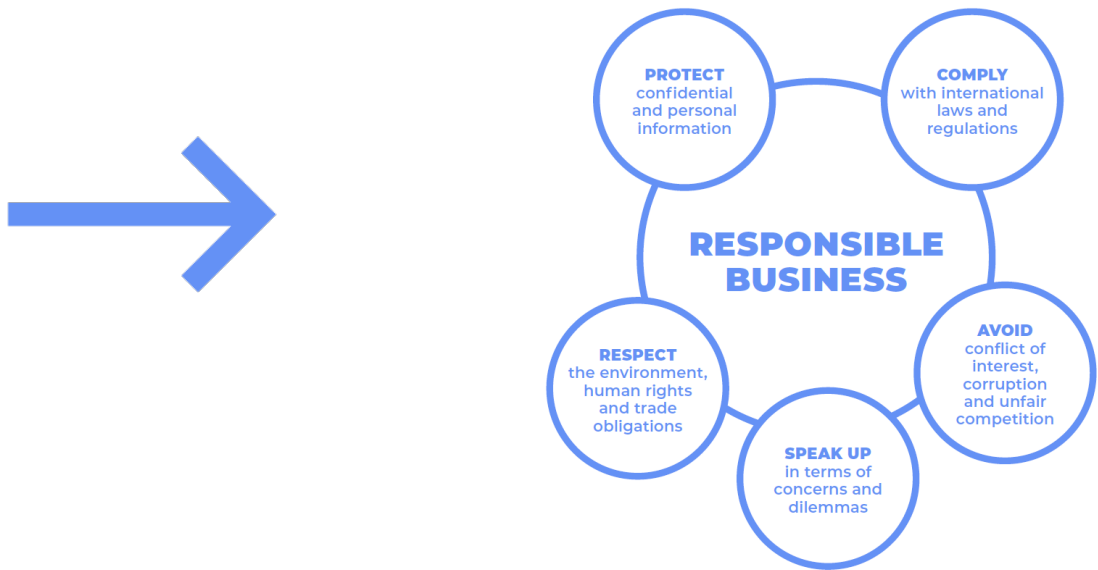 PROTECT
confidential
and personal
information
COMPLY
with international
laws and
regulations
RESPONSIBLE
BUSINESS
AVOID
conflict of
interest,
corruption
and unfair
competition
RESPECT
the environment,
human rights
and trade
obligations
SPEAK UP
in terms of
concerns and
dilemmas